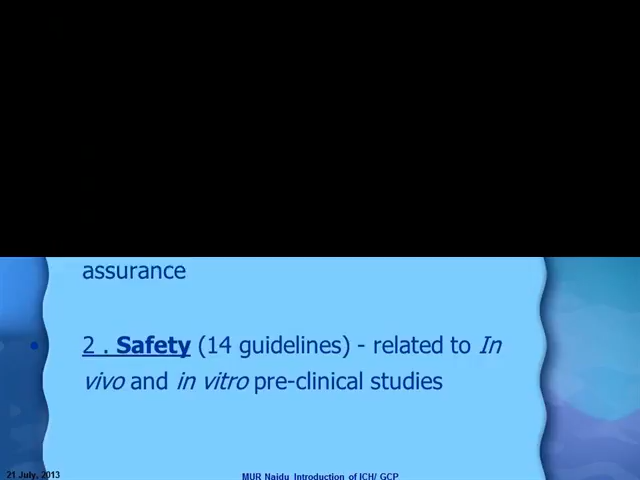 assurance
• 2 . Safety (14 guidelines) - related to In
vivo and in vitro pre-clinical studies
21 July, 2013
MUR Naidu Introduction of ICH/ GCP